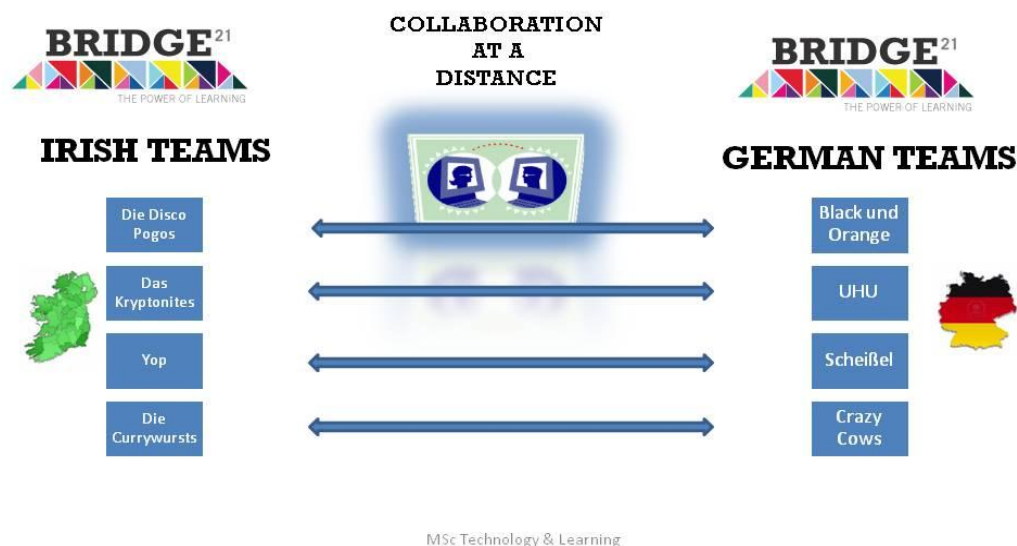 BRIDGE21
THE POWER OF LEARNING
COLLABORATION
AT A
DISTANCE
BRIDGE21
THE POWER OF LEARNING
IRISH TEAMS
GERMAN TEAMS
Die Disco
Pogos
Black und
Orange
Das
Kryptonites
UHU
Yop
Scheißel
Die
Currywursts
Crazy
Cows
MSc Technology & Learning